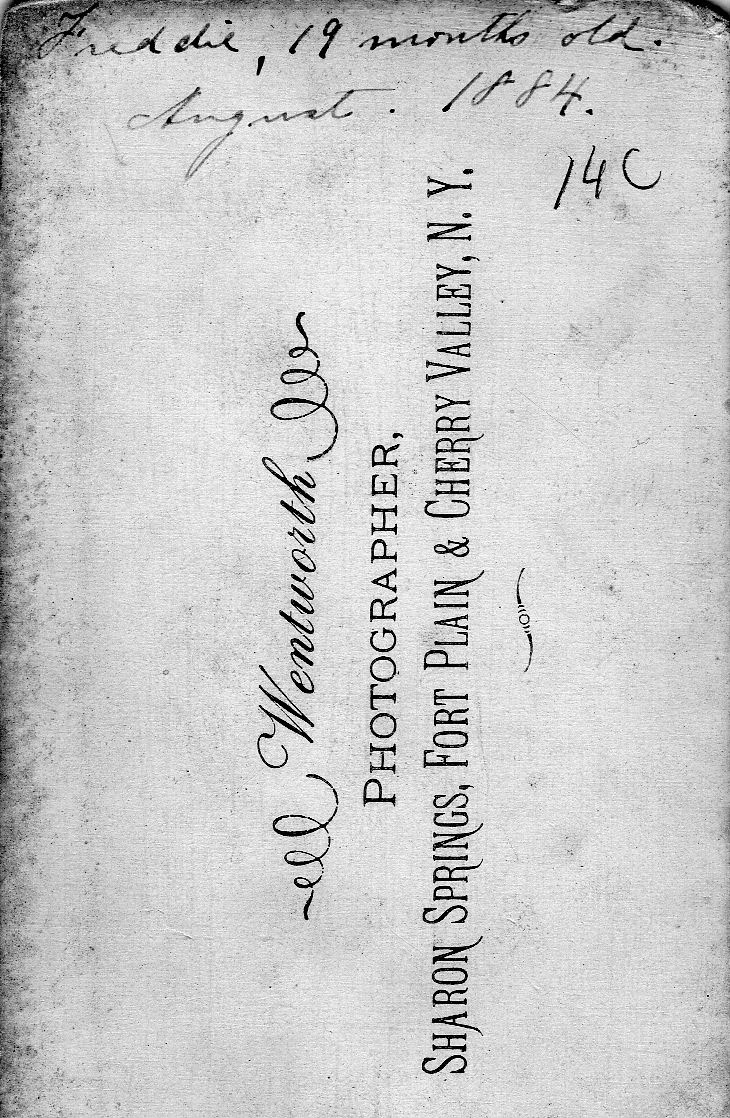 Freddie, 19 months old.
August. 1884.
14C
Wentworth
PHOTOGRAPHER,
SHARON SPRINGS, FORT PLAIN & CHERRY VALLEY, N. Y.